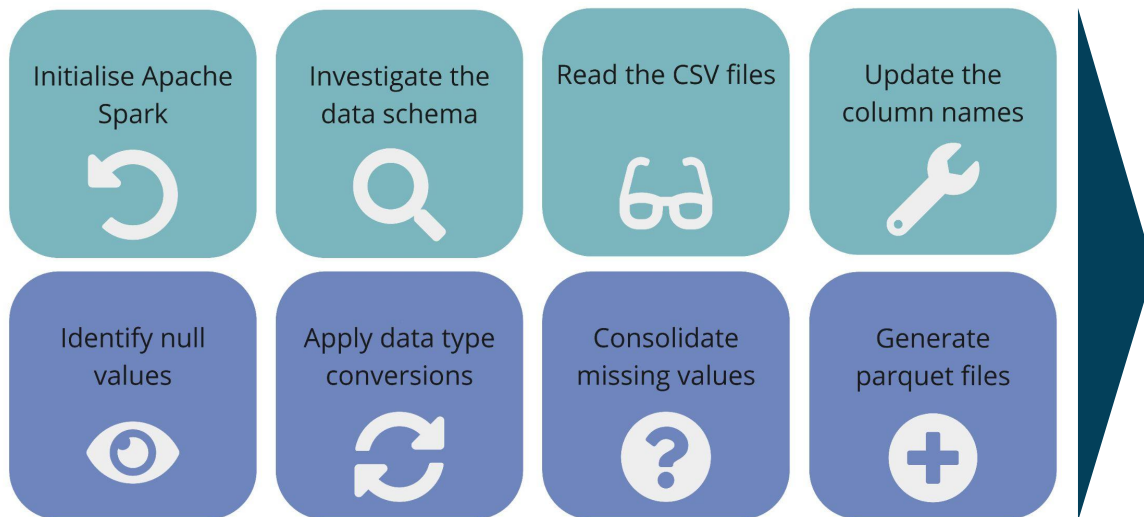 Initialise Apache
Spark
Investigate the
data schema
Read the CSV files
Update the
column names
Identify null
values
Apply data type
conversions
Consolidate
missing values
Generate
parquet files